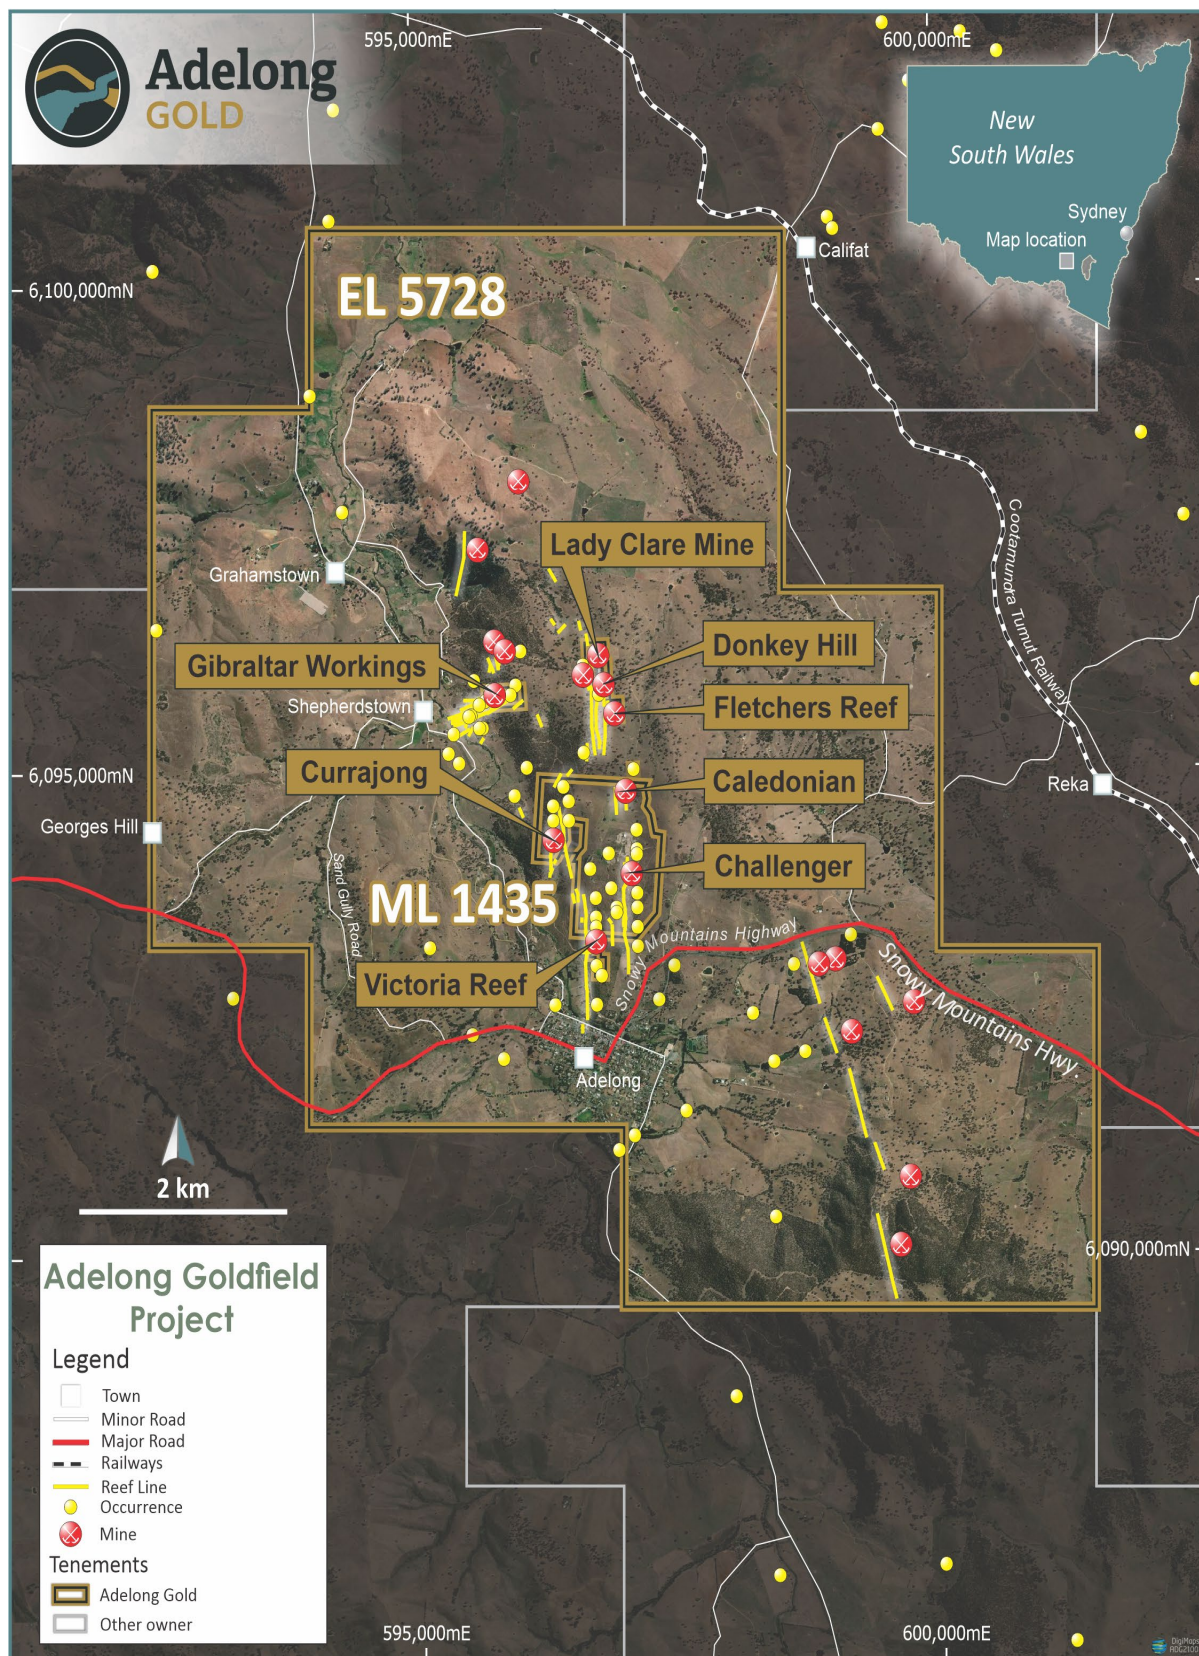 Adelong
GOLD
595,000mE
600,000mE
New
South Wales
Sydney
Map location
Califat
6,100,000mN
EL 5728
Cootamundra Tumut Railway
Lady Clare Mine
Grahamstown
Donkey Hill
Gibraltar Workings
Shepherdstown
Fletchers Reef
Currajong
Caledonian
6,095,000mN
Reka
Georges Hill
Challenger
Sand Gully Road
ML 1435
Snowy Mountains Highway
Victoria Reef
Snowy Mountains Hwy.
Adelong
2 km
6,090,000mN
Adelong Goldfield
Project
Legend
Town
Minor Road
Major Road
Railways
Reef Line
Occurrence
Mine
Tenements
Adelong Gold
Other owner
595,000mE
600,000mE
DigiMaps